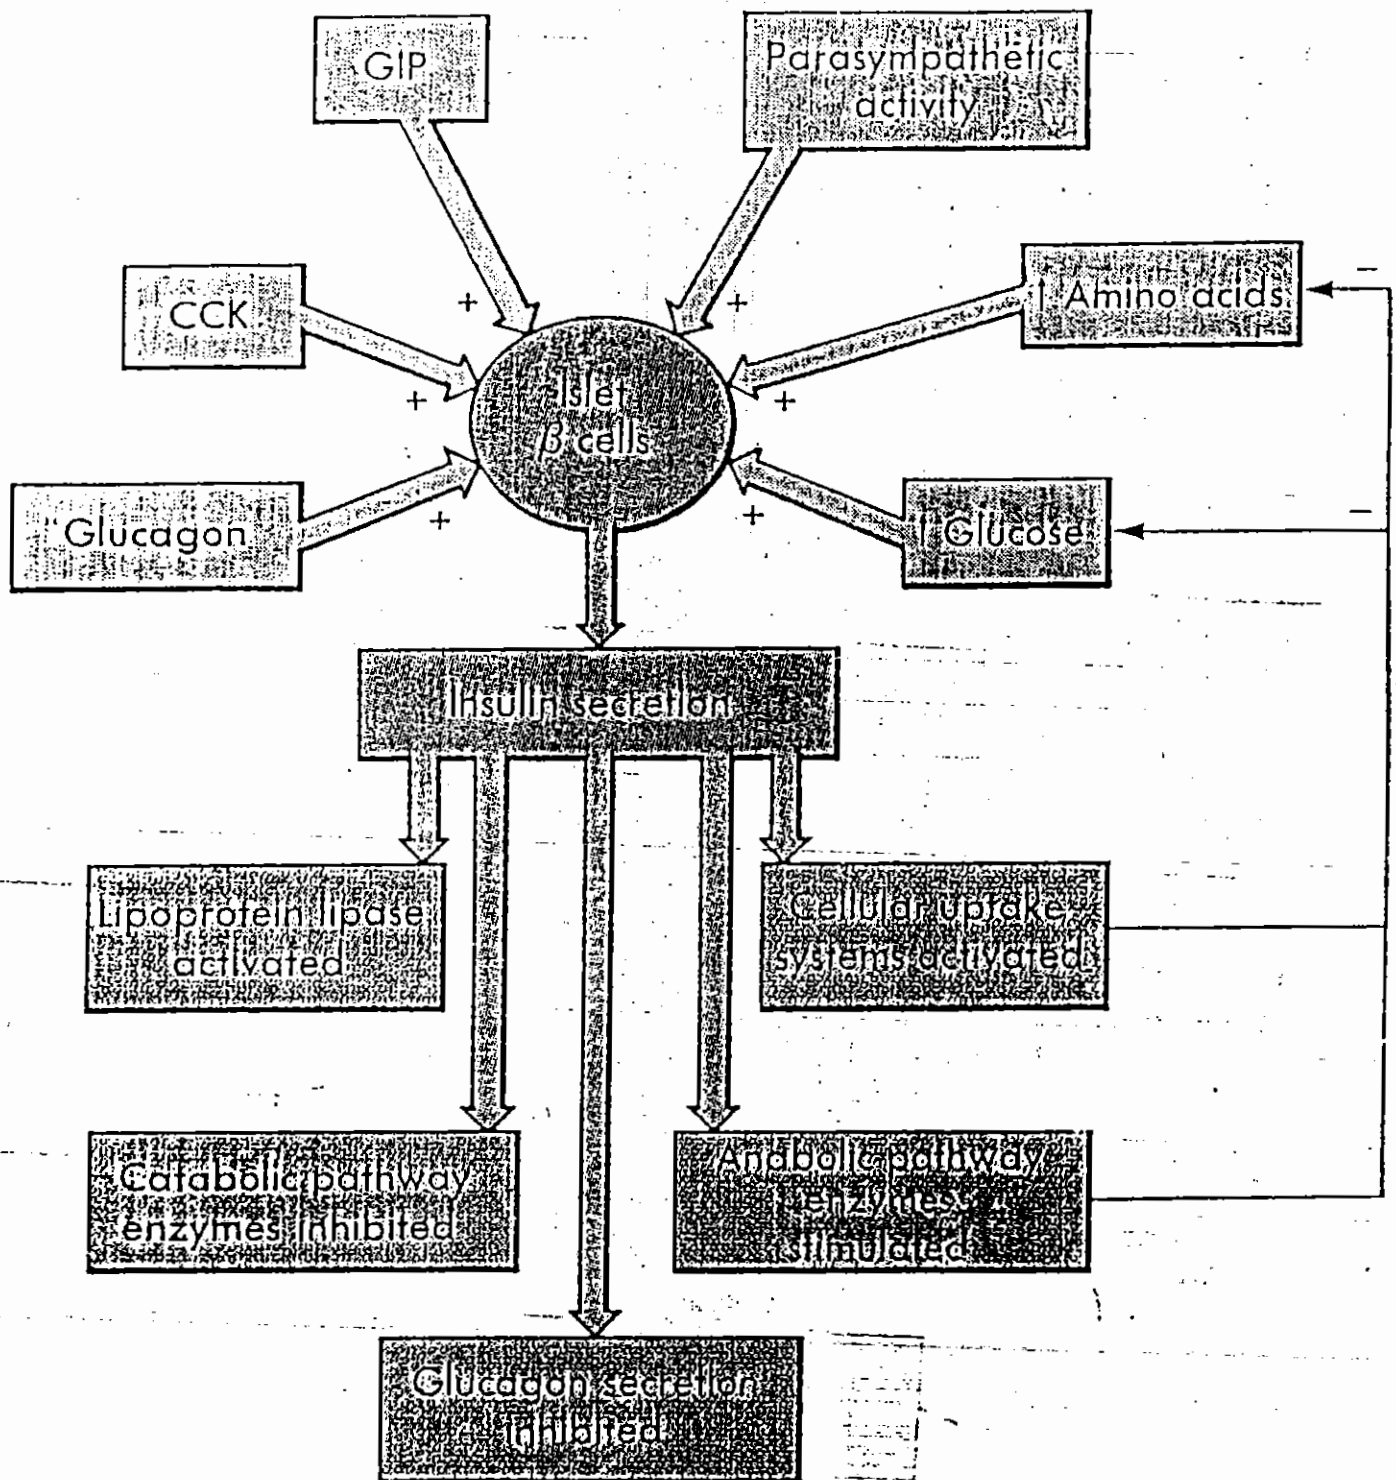 GIP
Parasympathetic
activity
CCK
↑ Amino acids
−
+
+
+
+
Islet
β cells
Glucagon
+
+
↑ Glucose
−
Insulin secretion
Lipoprotein lipase
activated
Cellular uptake
systems activated
Catabolic pathway
enzymes inhibited
Anabolic pathway
enzymes
stimulated
Glucagon secretion
inhibited